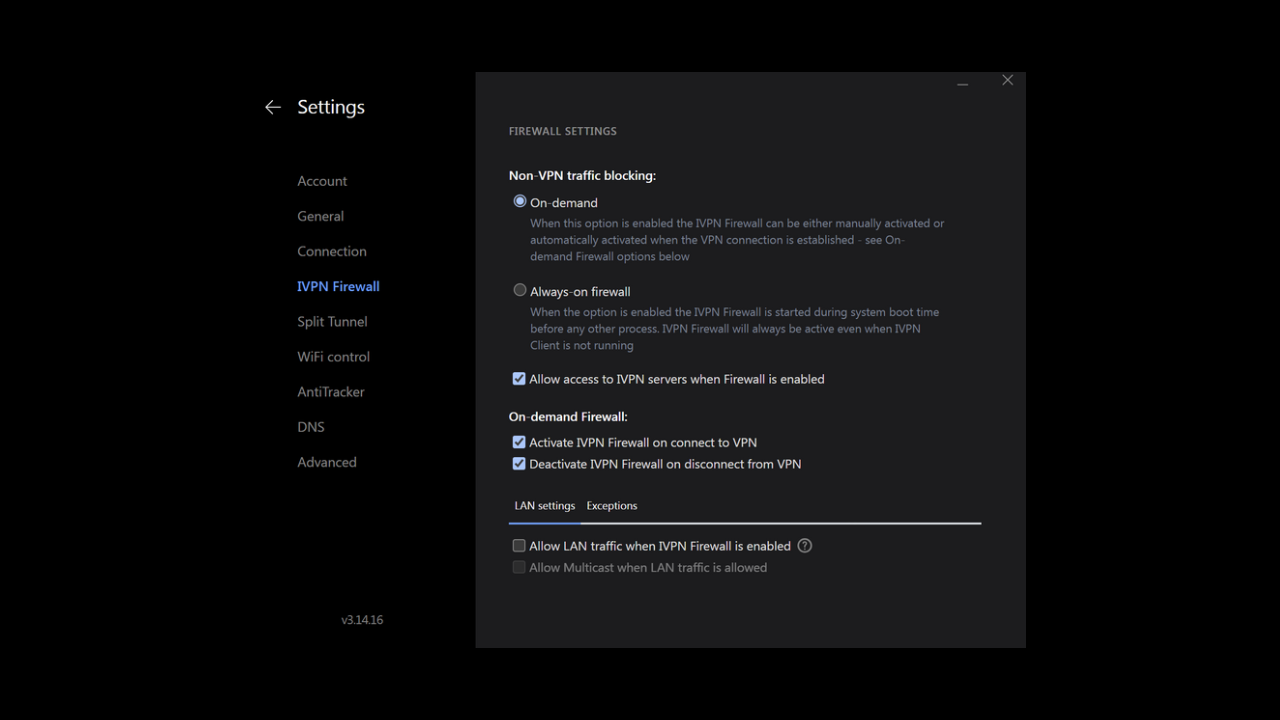 Settings
Account
General
Connection
IVPN Firewall
Split Tunnel
WiFi control
AntiTracker
DNS
Advanced
v3.14.16
FIREWALL SETTINGS
Non-VPN traffic blocking:
On-demand
When this option is enabled the IVPN Firewall can be either manually activated or
automatically activated when the VPN connection is established - see On-
demand Firewall options below
Always-on firewall
When the option is enabled the IVPN Firewall is started during system boot time
before any other process. IVPN Firewall will always be active even when IVPN
Client is not running
Allow access to IVPN servers when Firewall is enabled
On-demand Firewall:
Activate IVPN Firewall on connect to VPN
Deactivate IVPN Firewall on disconnect from VPN
LAN settings Exceptions
Allow LAN traffic when IVPN Firewall is enabled ?
Allow Multicast when LAN traffic is allowed